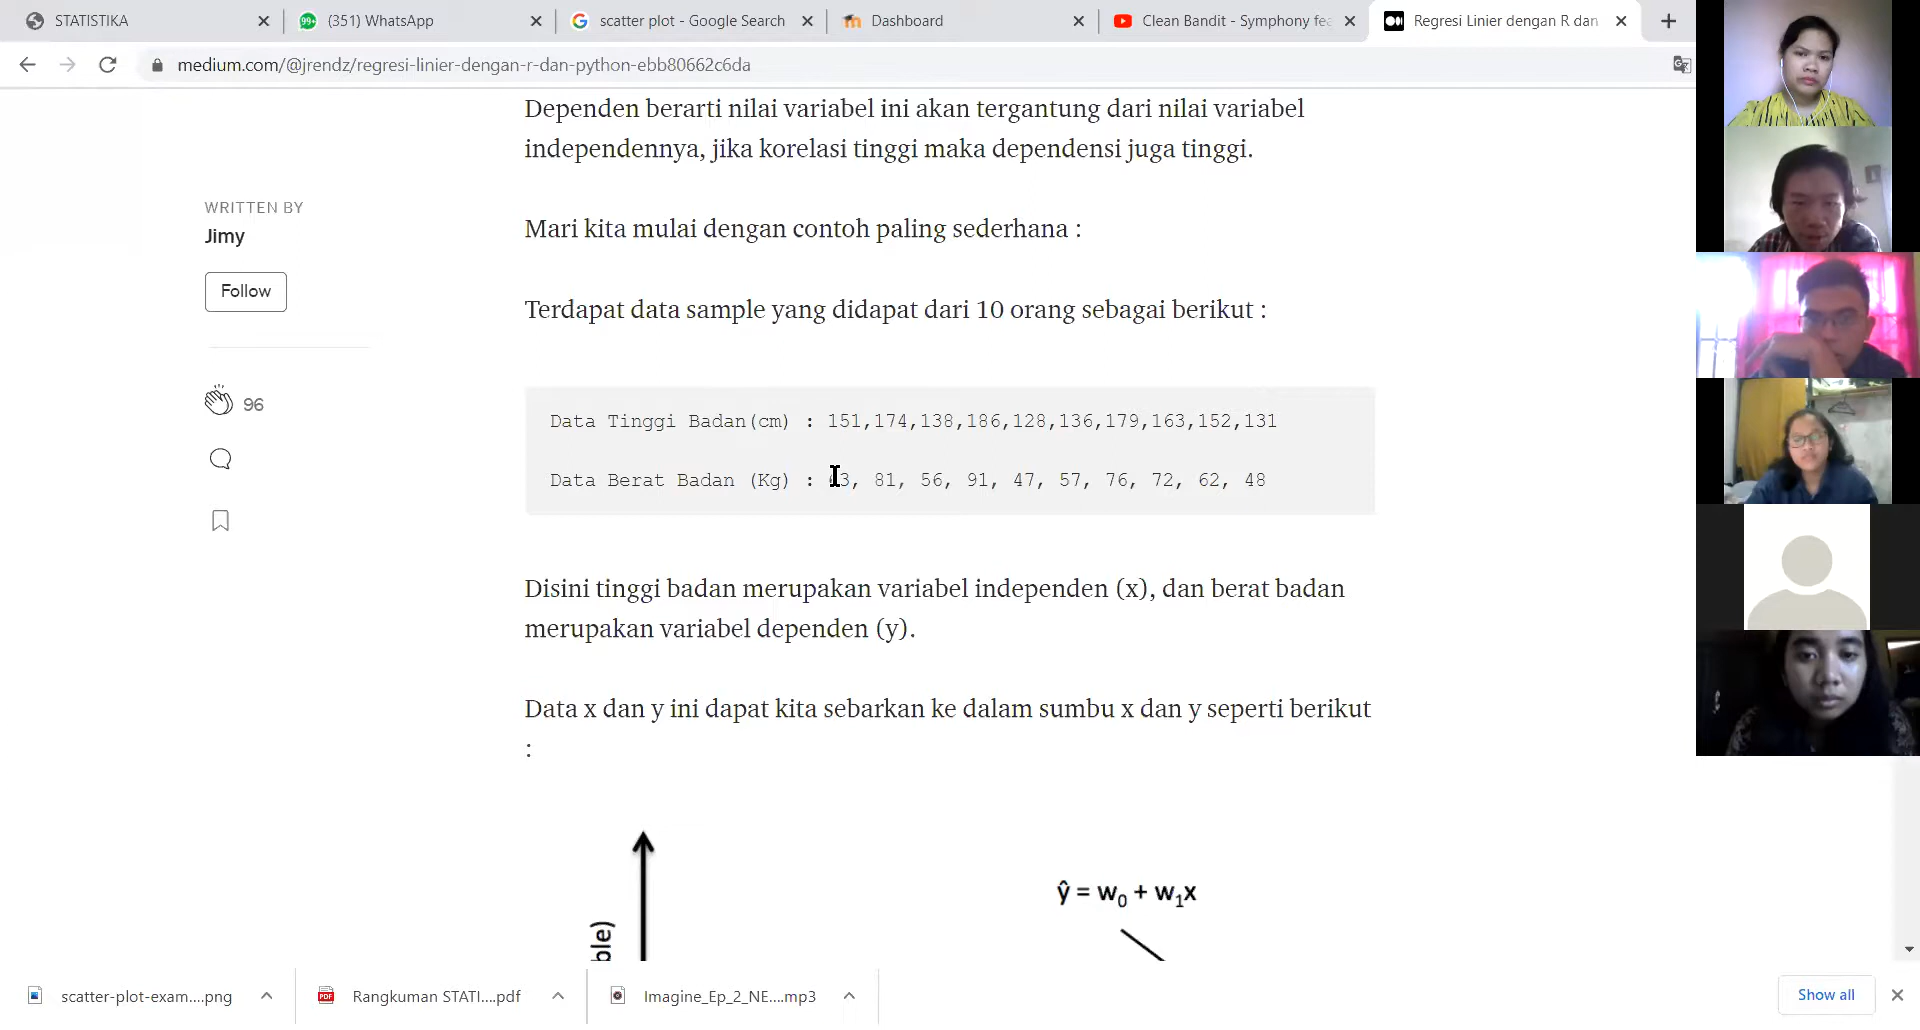 STATISTIKA
99+ (351) WhatsApp
scatter plot - Google Search
Dashboard
Clean Bandit - Symphony fe
Regresi Linier dengan R dan
medium.com/@jrendz/regresi-linier-dengan-r-dan-python-ebb80662c6da
Dependen berarti nilai variabel ini akan tergantung dari nilai variabel
independennya, jika korelasi tinggi maka dependensi juga tinggi.
WRITTEN BY
Jimy
Follow
96
Mari kita mulai dengan contoh paling sederhana :
Terdapat data sample yang didapat dari 10 orang sebagai berikut :
Data Tinggi Badan(cm) : 151,174,138,186,128,136,179,163,152,131
Data Berat Badan (Kg) : 3, 81, 56, 91, 47, 57, 76, 72, 62, 48
Disini tinggi badan merupakan variabel independen (x), dan berat badan
merupakan variabel dependen (y).
Data x dan y ini dapat kita sebarkan ke dalam sumbu x dan y seperti berikut
:
ŷ = w₀ + w₁x
ble)
scatter-plot-exam....png
PDF
Rangkuman STATI....pdf
Imagine_Ep_2_NE....mp3
Show all